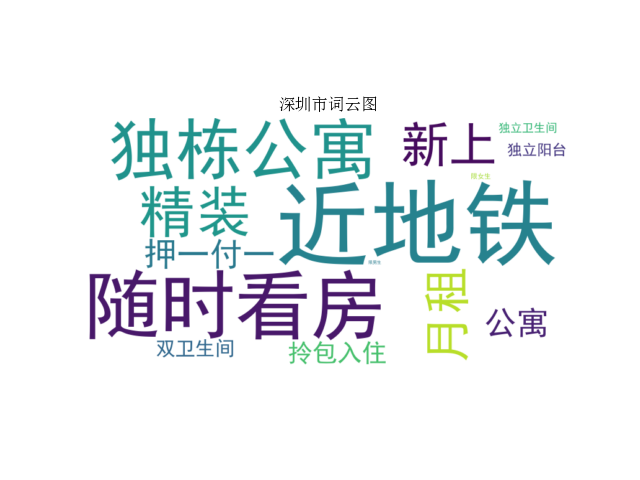 深圳市词云图
独栋公寓
新上
独立卫生间
独立阳台
限女生
精装
近地铁
押一付一
随时看房
月租
公寓
双卫生间
拎包入住